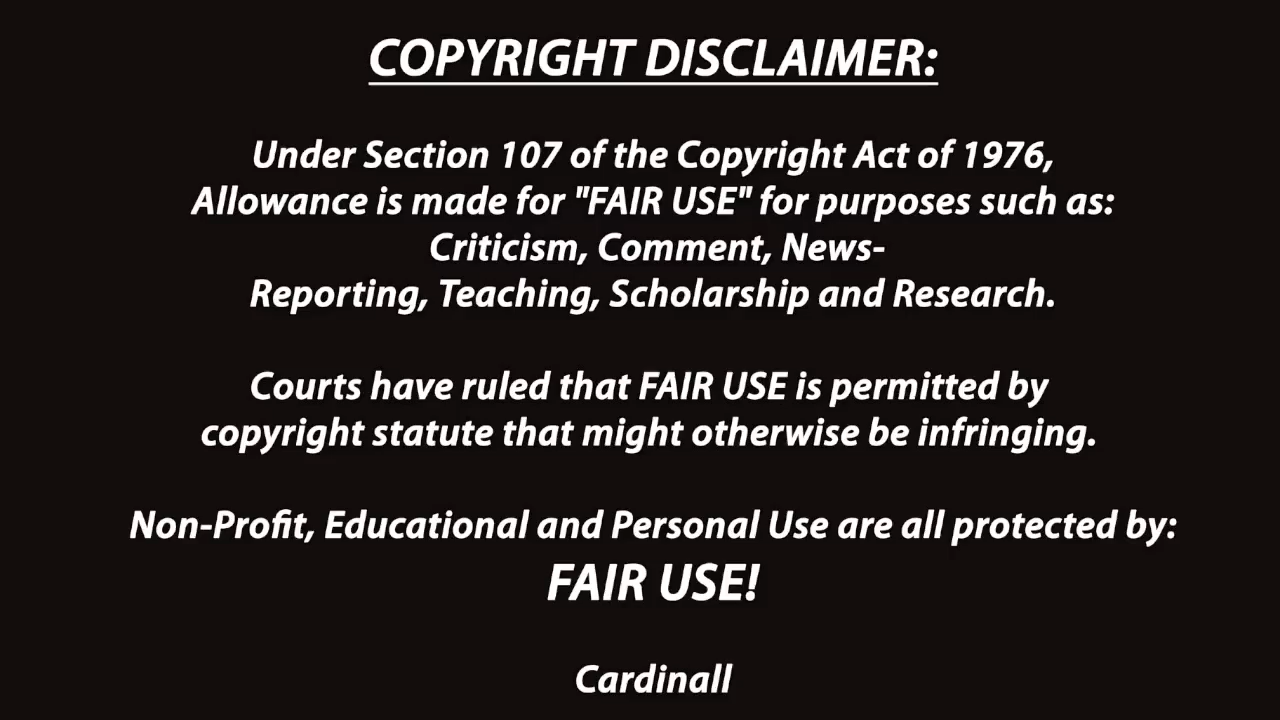 COPYRIGHT DISCLAIMER:
Under Section 107 of the Copyright Act of 1976,
Allowance is made for "FAIR USE" for purposes such as:
Criticism, Comment, News-
Reporting, Teaching, Scholarship and Research.
Courts have ruled that FAIR USE is permitted by
copyright statute that might otherwise be infringing.
Non-Profit, Educational and Personal Use are all protected by:
FAIR USE!
Cardinall